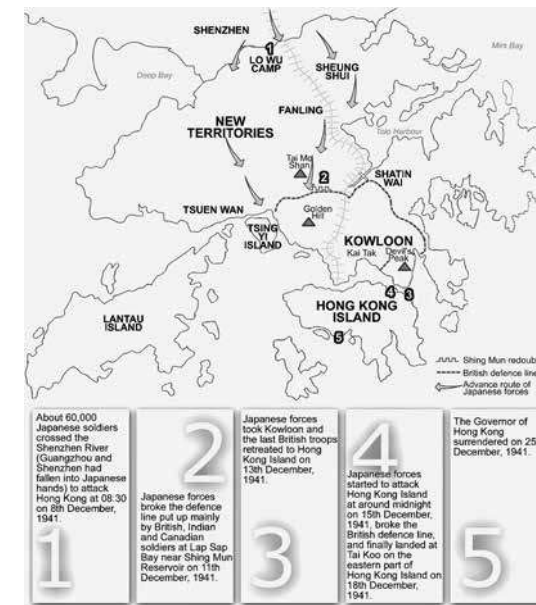 SHENZHEN
Mirs Bay
1
LO WU
CAMP
SHEUNG
SHUI
Deep Bay
FANLING
NEW
TERRITORIES
Tolo Harbour
Tai Mo
Shan
2
SHATIN
WAI
TSUEN WAN
Golden
Hill
TSING
YI
ISLAND
KOWLOON
Kai Tak
Devil's
Peak
4
3
HONG KONG
ISLAND
LANTAU
ISLAND
5
Shing Mun redoubt
British defence line
Advance route of
Japanese forces
About 60,000
Japanese soldiers
crossed the
Shenzhen River
(Guangzhou and
Shenzhen had
fallen into Japanese
hands) to attack
Hong Kong at 08:30
on 8th December,
1941.
1
2
Japanese forces
broke the defence
line put up mainly
by British, Indian
and Canadian
soldiers at Lap Sap
Bay near Shing Mun
Reservoir on 11th
December, 1941.
Japanese forces
took Kowloon and
the last British troops
retreated to Hong
Kong Island on
13th December,
1941.
3
4
Japanese forces
started to attack
Hong Kong Island
at around midnight
on 15th December,
1941, broke the
British defence line,
and finally landed at
Tai Koo on the
eastern part of
Hong Kong Island on
18th December,
1941.
The Governor of
Hong Kong
surrendered on 25
December, 1941.
5